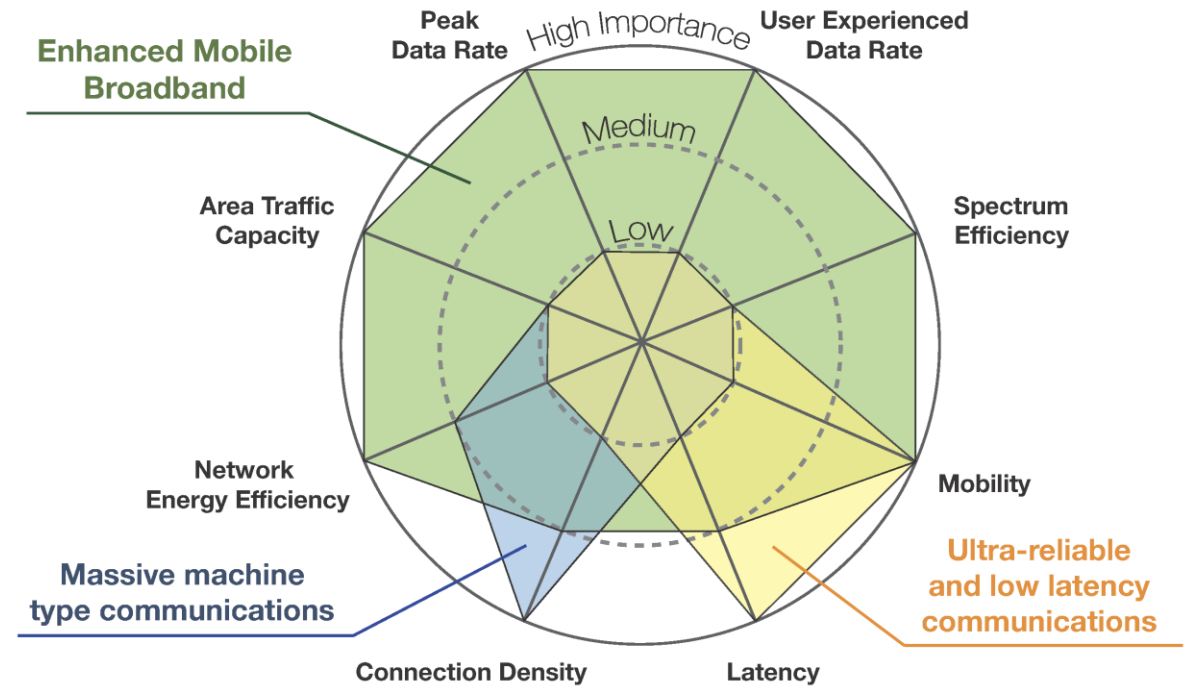 Peak
Data Rate
High Importance
User Experienced
Data Rate
Enhanced Mobile
Broadband
Medium
Area Traffic
Capacity
Low
Spectrum
Efficiency
Network
Energy Efficiency
Mobility
Massive machine
type communications
Ultra-reliable
and low latency
communications
Connection Density
Latency